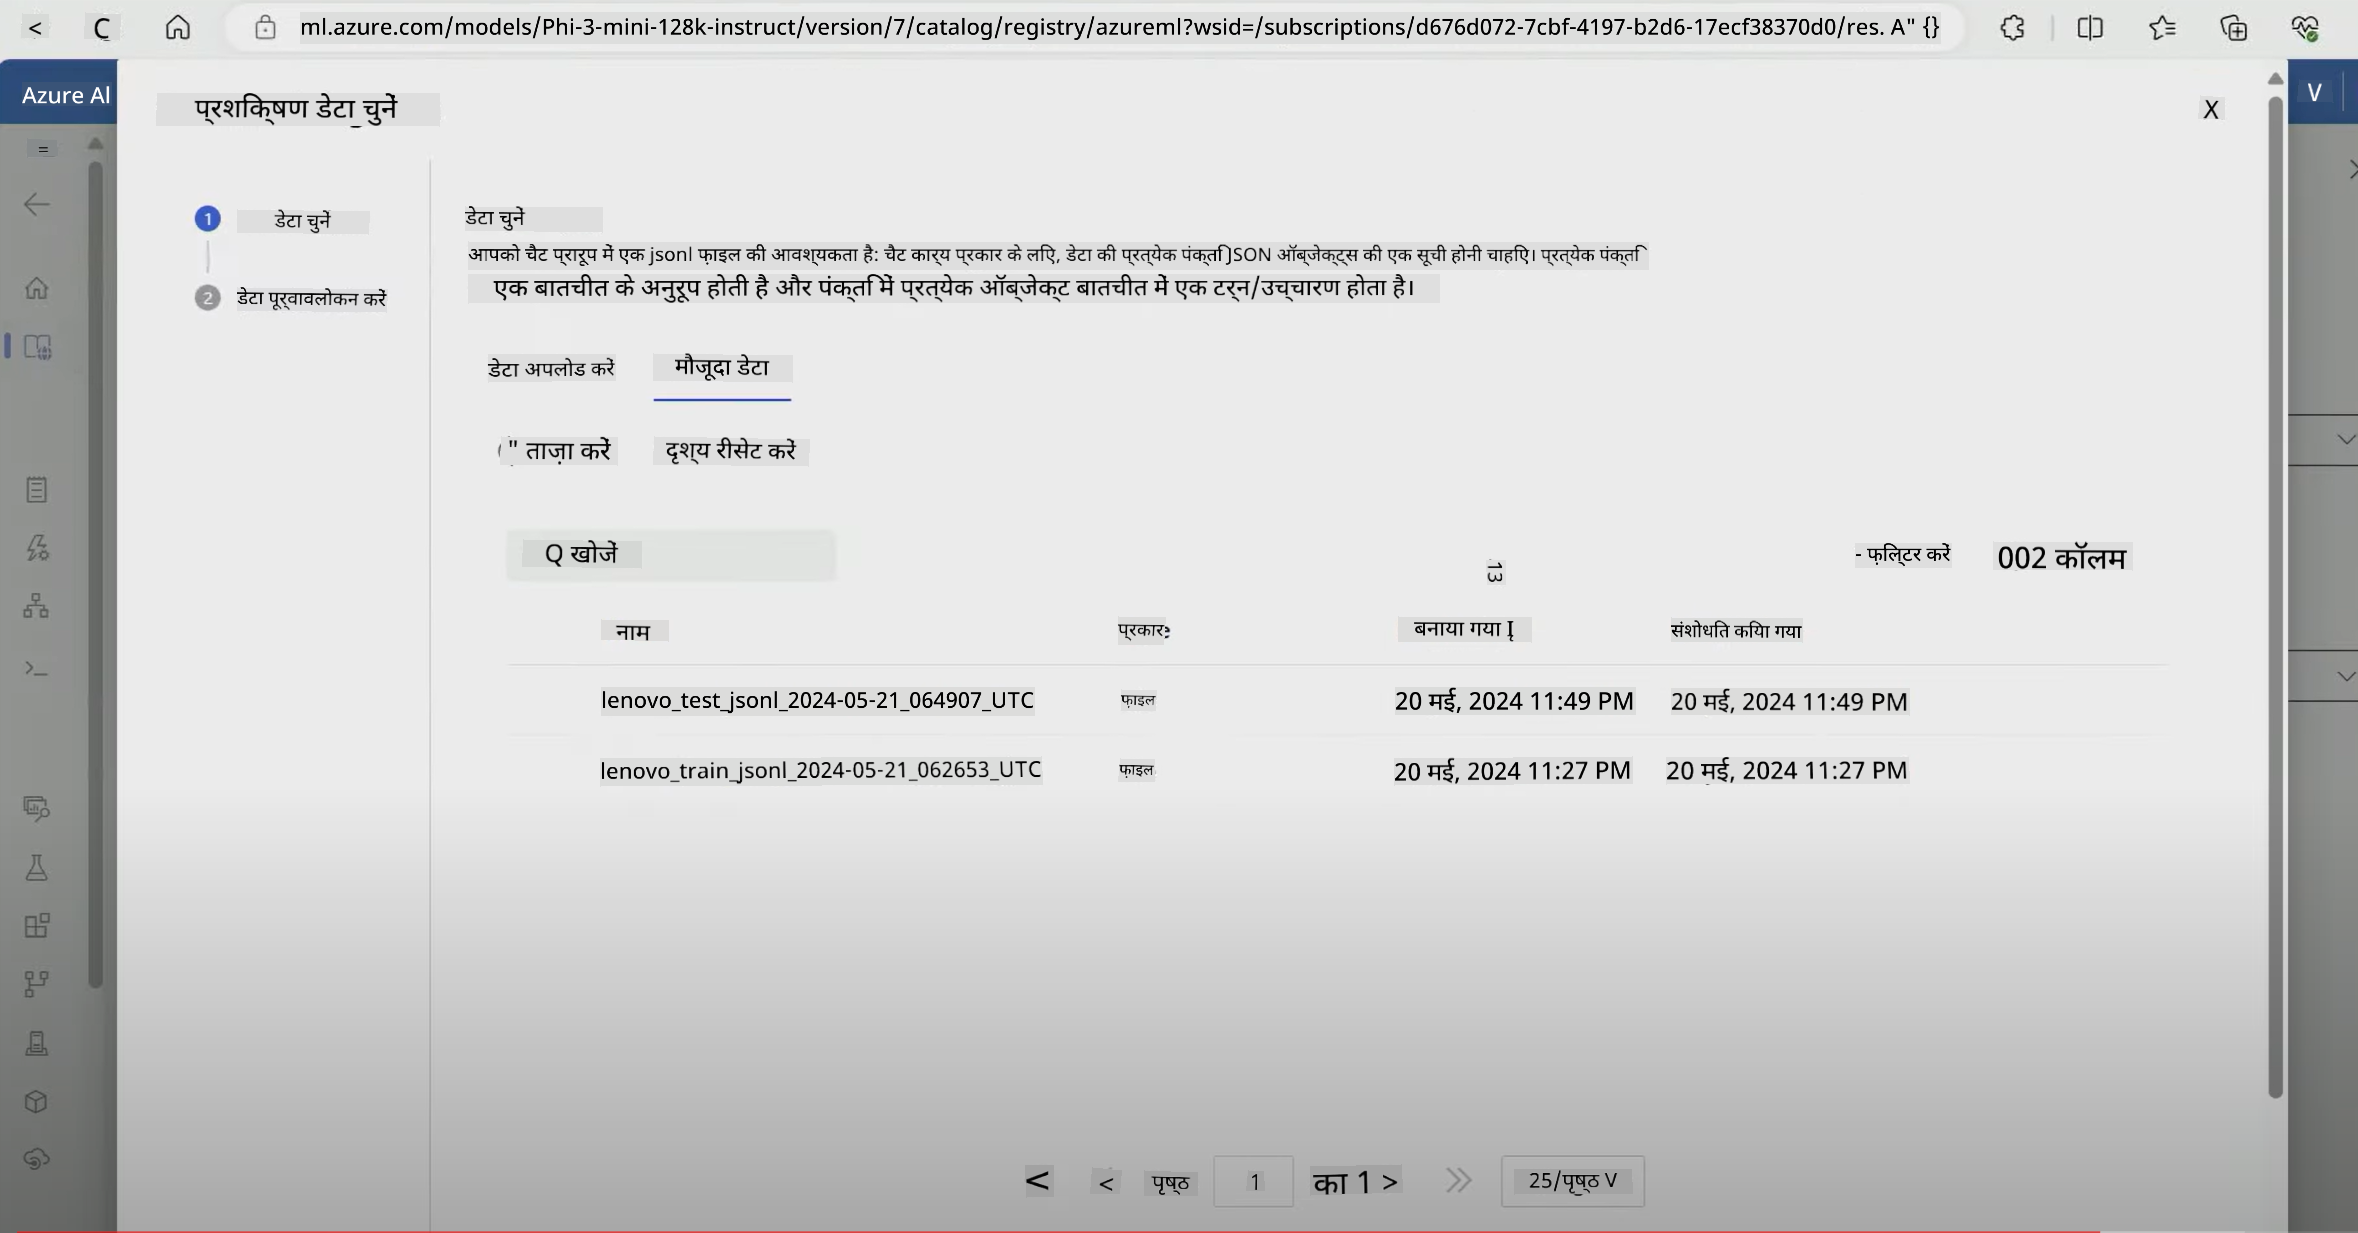 < C ml.azure.com/models/Phi-3-mini-128k-instruct/version/7/catalog/registry/azureml?wsid=/subscriptions/d676d072-7cbf-4197-b2d6-17ecf38370d0/res. A" {}
Azure AI
V
प्रशिक्षण डेटा चुनें
X
=
1 डेटा चुनें
2 डेटा पूर्वावलोकन करें
डेटा चुनें
आपको चैट प्रारूप में एक jsonl फ़ाइल की आवश्यकता है: चैट कार्य प्रकार के लिए, डेटा की प्रत्येक पंक्ति JSON ऑब्जेक्ट्स की एक सूची होनी चाहिए। प्रत्येक पंक्ति
एक बातचीत के अनुरूप होती है और पंक्ति में प्रत्येक ऑब्जेक्ट बातचीत में एक टर्न/उच्चारण होता है।
डेटा अपलोड करें मौजूदा डेटा
" ताज़ा करें दृश्य रीसेट करें
Q खोजें
13
- फ़िल्टर करें 002 कॉलम
नाम प्रकार बनाया गया संशोधित किया गया
lenovo_test_jsonl_2024-05-21_064907_UTC फ़ाइल 20 मई, 2024 11:49 PM 20 मई, 2024 11:49 PM
lenovo_train_jsonl_2024-05-21_062653_UTC फ़ाइल 20 मई, 2024 11:27 PM 20 मई, 2024 11:27 PM
< < पृष्ठ 1 का 1 > 25/पृष्ठ V